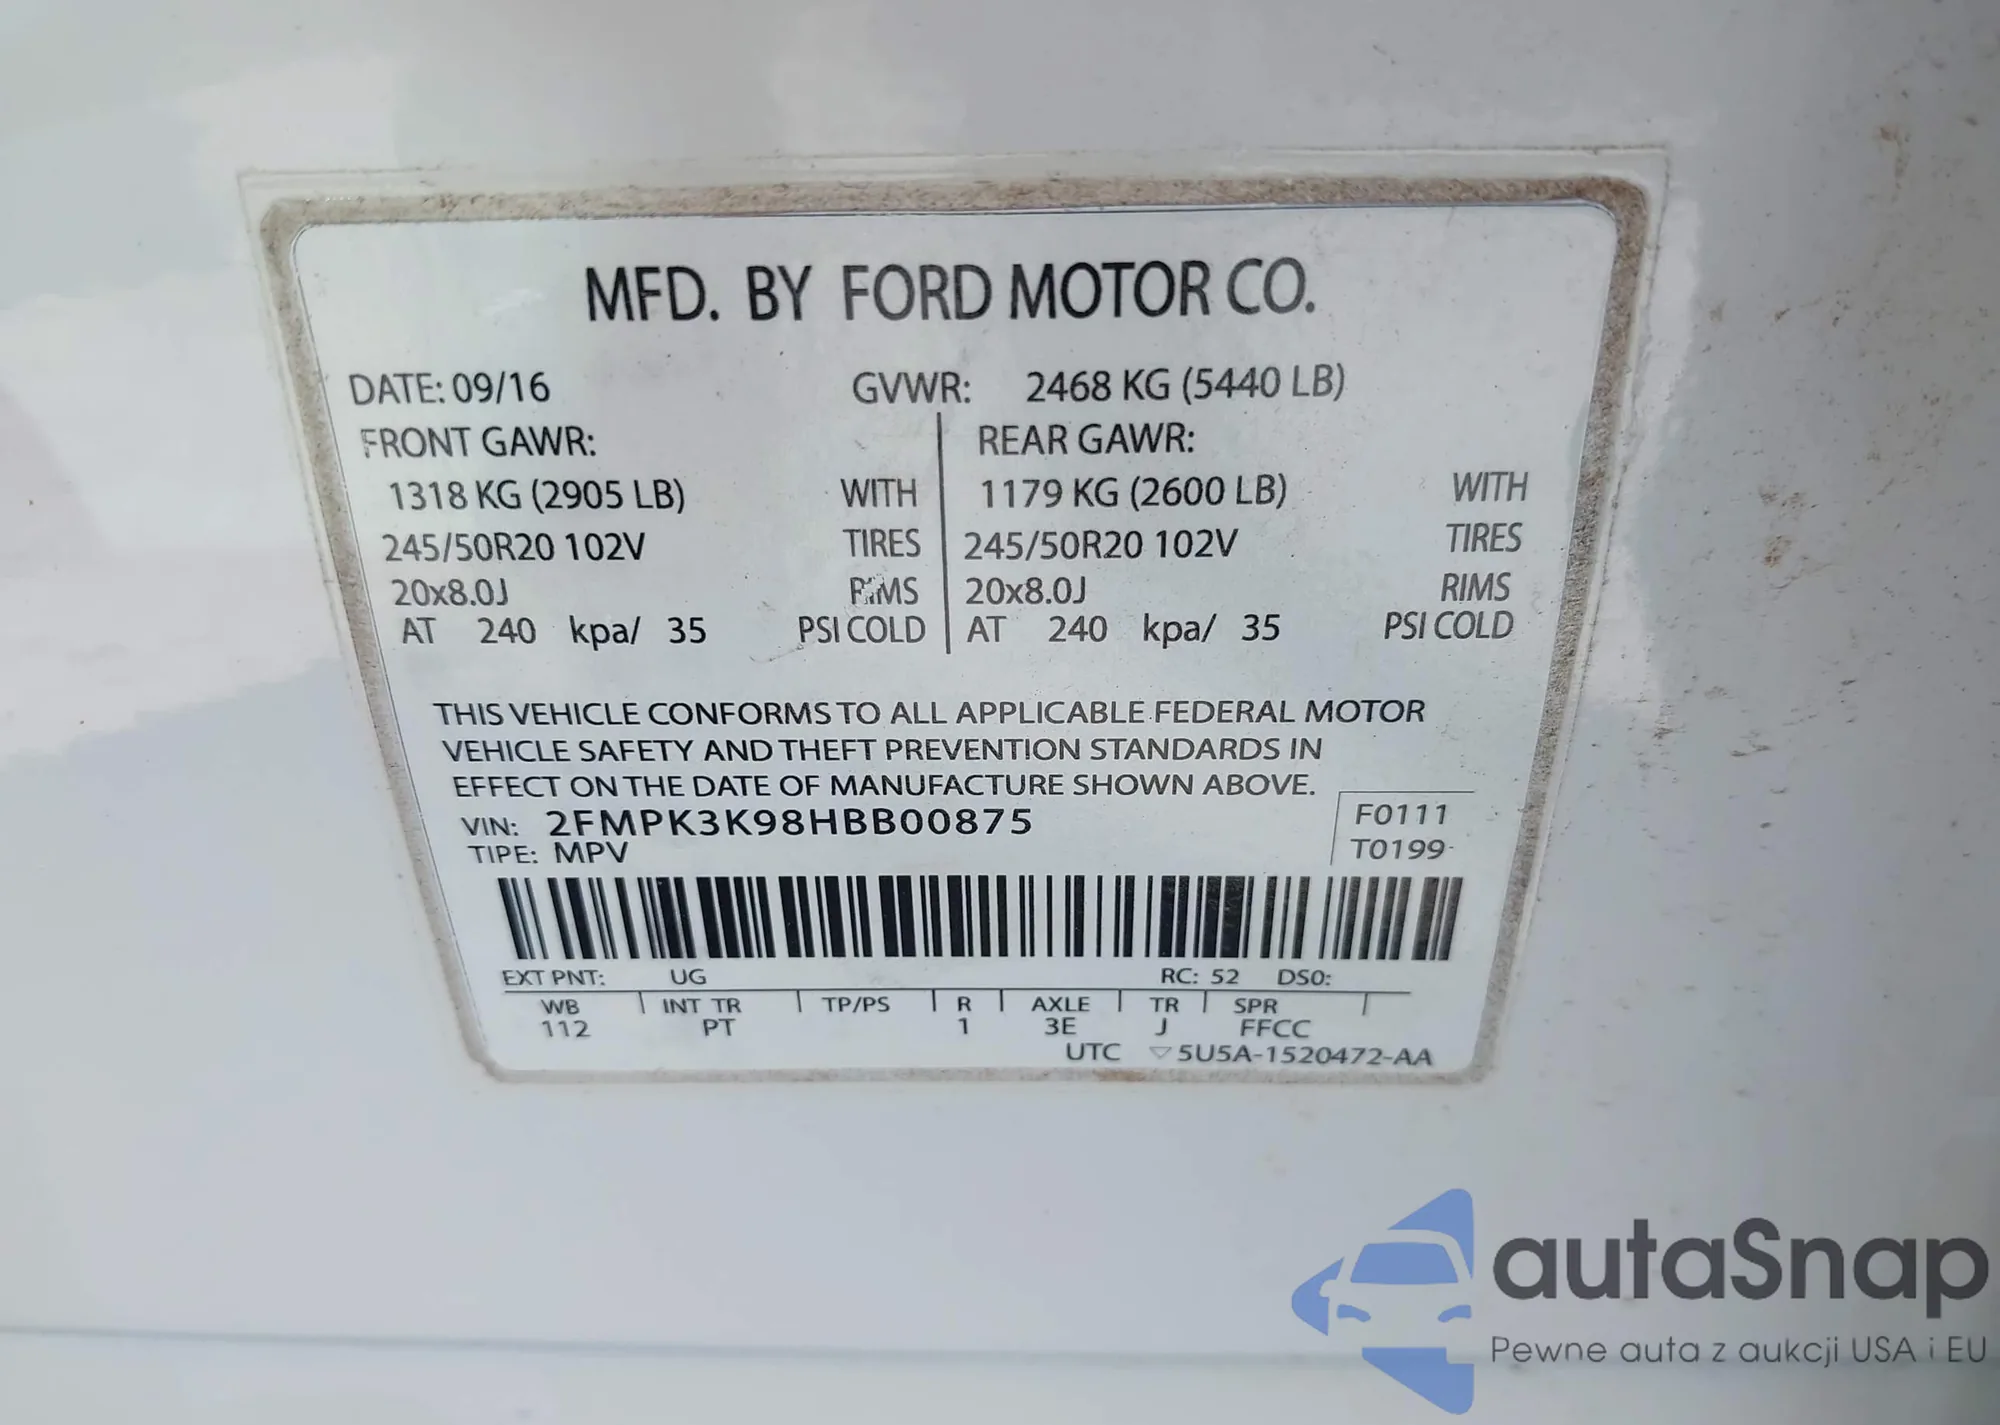 MFD. BY FORD MOTOR CO.
DATE: 09/16 GVWR: 2468 KG (5440 LB)
FRONT GAWR: REAR GAWR:
1318 KG (2905 LB) WITH 1179 KG (2600 LB) WITH
245/50R20 102V TIRES 245/50R20 102V TIRES
20x8.0J RIMS 20x8.0J RIMS
AT 240 kpa/ 35 PSI COLD AT 240 kpa/ 35 PSI COLD
THIS VEHICLE CONFORMS TO ALL APPLICABLE FEDERAL MOTOR
VEHICLE SAFETY AND THEFT PREVENTION STANDARDS IN
EFFECT ON THE DATE OF MANUFACTURE SHOWN ABOVE.
VIN: 2FMPK3K98HBB00875 F0111
TIPE: MPV T0199
EXT PNT: UG RC: 52 DS0:
WB INT TR TP/PS R AXLE TR SPR
112 PT 1 3E J FFCC
UTC ▽5U5A-1520472-AA
autaSnap
Pewne auta z aukcji USA i EU